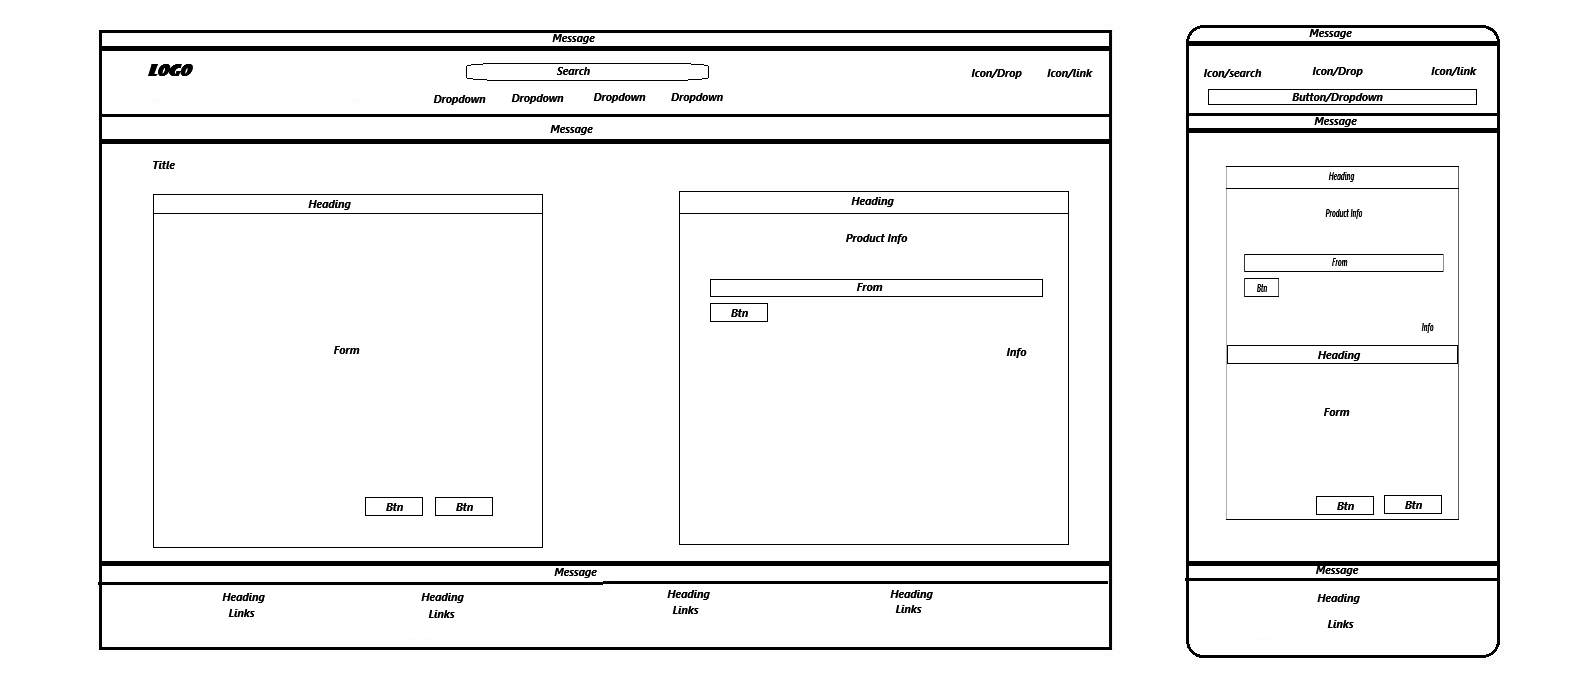 Message
LOGO
Search
Icon/Drop
Icon/link
Dropdown
Dropdown
Dropdown
Dropdown
Message
Title
Heading
Form
Btn
Btn
Heading
Product Info
From
Btn
Info
Message
Heading
Links
Heading
Links
Heading
Links
Heading
Links
Message
Icon/search
Icon/Drop
Icon/link
Button/Dropdown
Message
Heading
Product Info
From
Btn
Info
Heading
Form
Btn
Btn
Message
Heading
Links